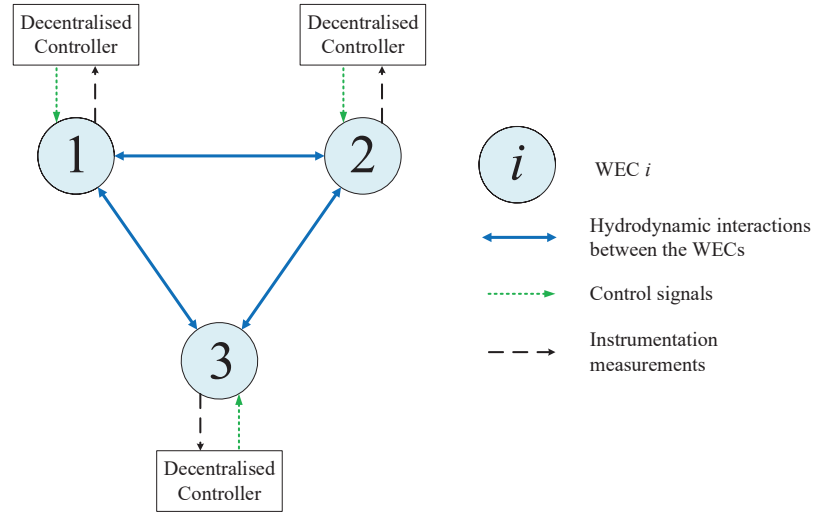 Decentralised
Controller
Decentralised
Controller
1
2
i
WEC i
Hydrodynamic interactions
between the WECs
Control signals
3
Instrumentation
measurements
Decentralised
Controller